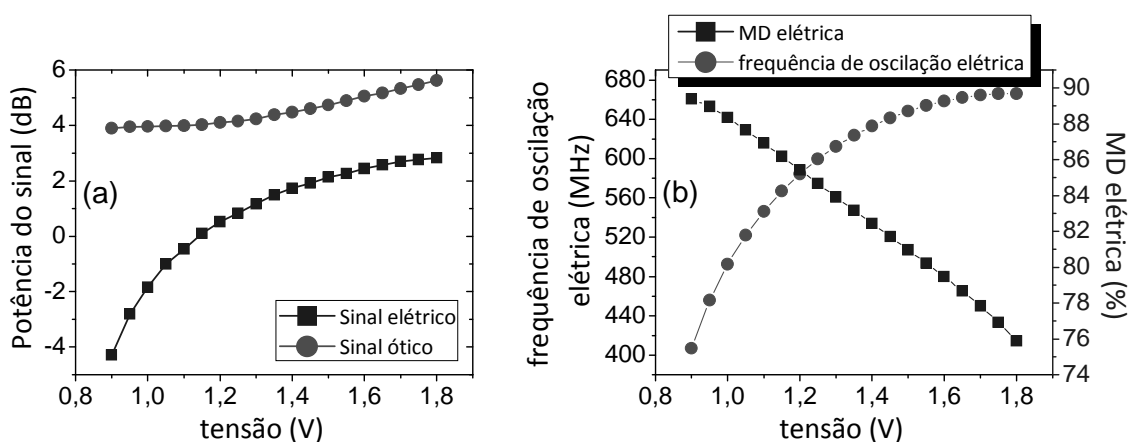 Potência do sinal (dB)
6
4
2
0
-2
-4
(a)
Sinal elétrico
Sinal ótico
0,8 1,0 1,2 1,4 1,6 1,8
tensão (V)
MD elétrica
frequência de oscilação elétrica
frequência de oscilação
elétrica (MHz)
680
640
600
560
520
480
440
400
(b)
90
88
86
84
82
80
78
76
74
MD elétrica (%)
0,8 1,0 1,2 1,4 1,6 1,8
tensão (V)